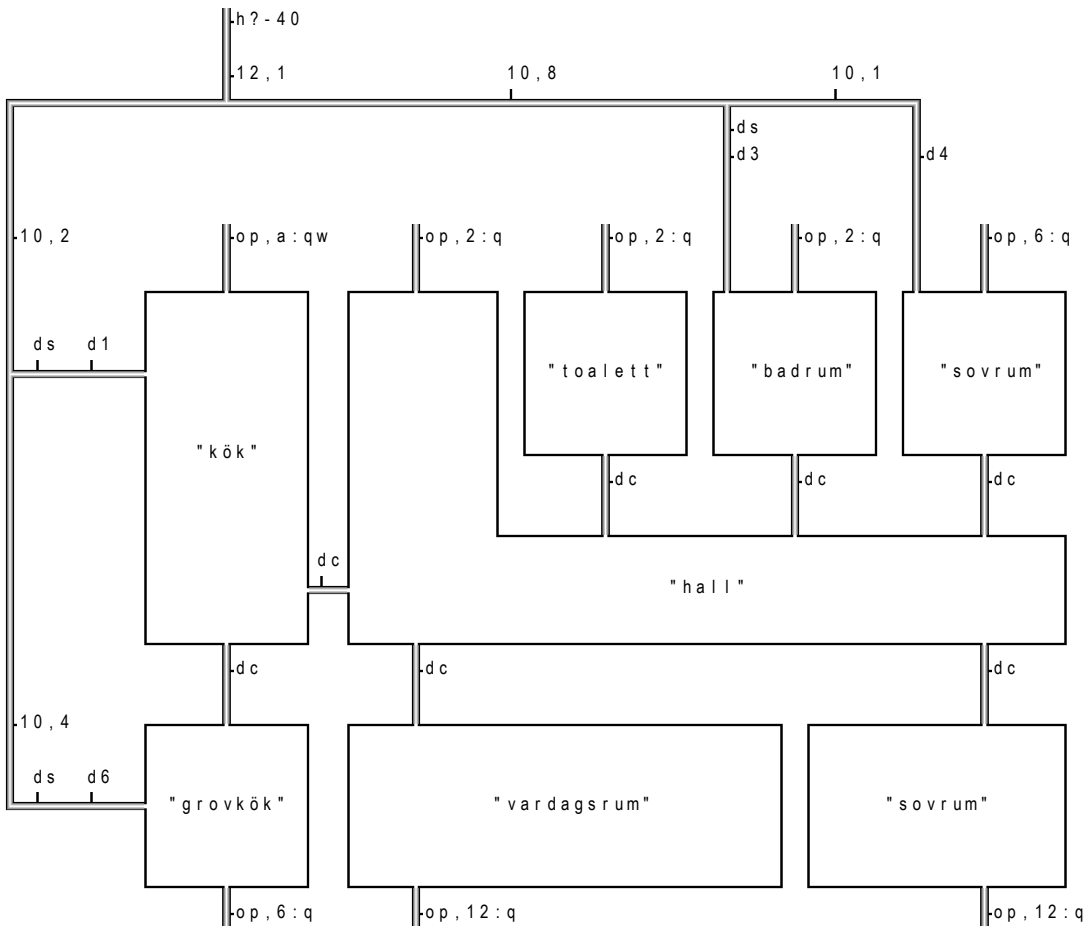 h?-40
12,1
10,8
10,1
ds
d3
d4
10,2
op,a:qw
op,2:q
op,2:q
op,2:q
op,6:q
ds
d1
"toalett"
"badrum"
"sovrum"
"kök"
dc
dc
dc
dc
"hall"
dc
dc
dc
10,4
ds
d6
"grovkök"
"vardagsrum"
"sovrum"
op,6:q
op,12:q
op,12:q